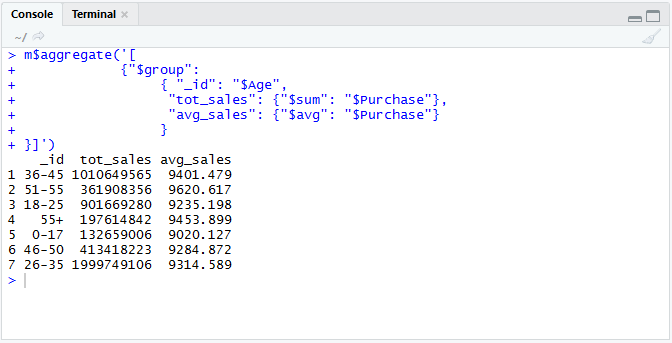 Console Terminal ×
~/
> m$aggregate('[
+ {"$group":
+ { "_id": "$Age",
+ "tot_sales": {"$sum": "$Purchase"},
+ "avg_sales": {"$avg": "$Purchase"}
+ }
+ }]')
_id tot_sales avg_sales
1 36-45 1010649565 9401.479
2 51-55 361908356 9620.617
3 18-25 901669280 9235.198
4 55+ 197614842 9453.899
5 0-17 132659006 9020.127
6 46-50 413418223 9284.872
7 26-35 1999749106 9314.589
>